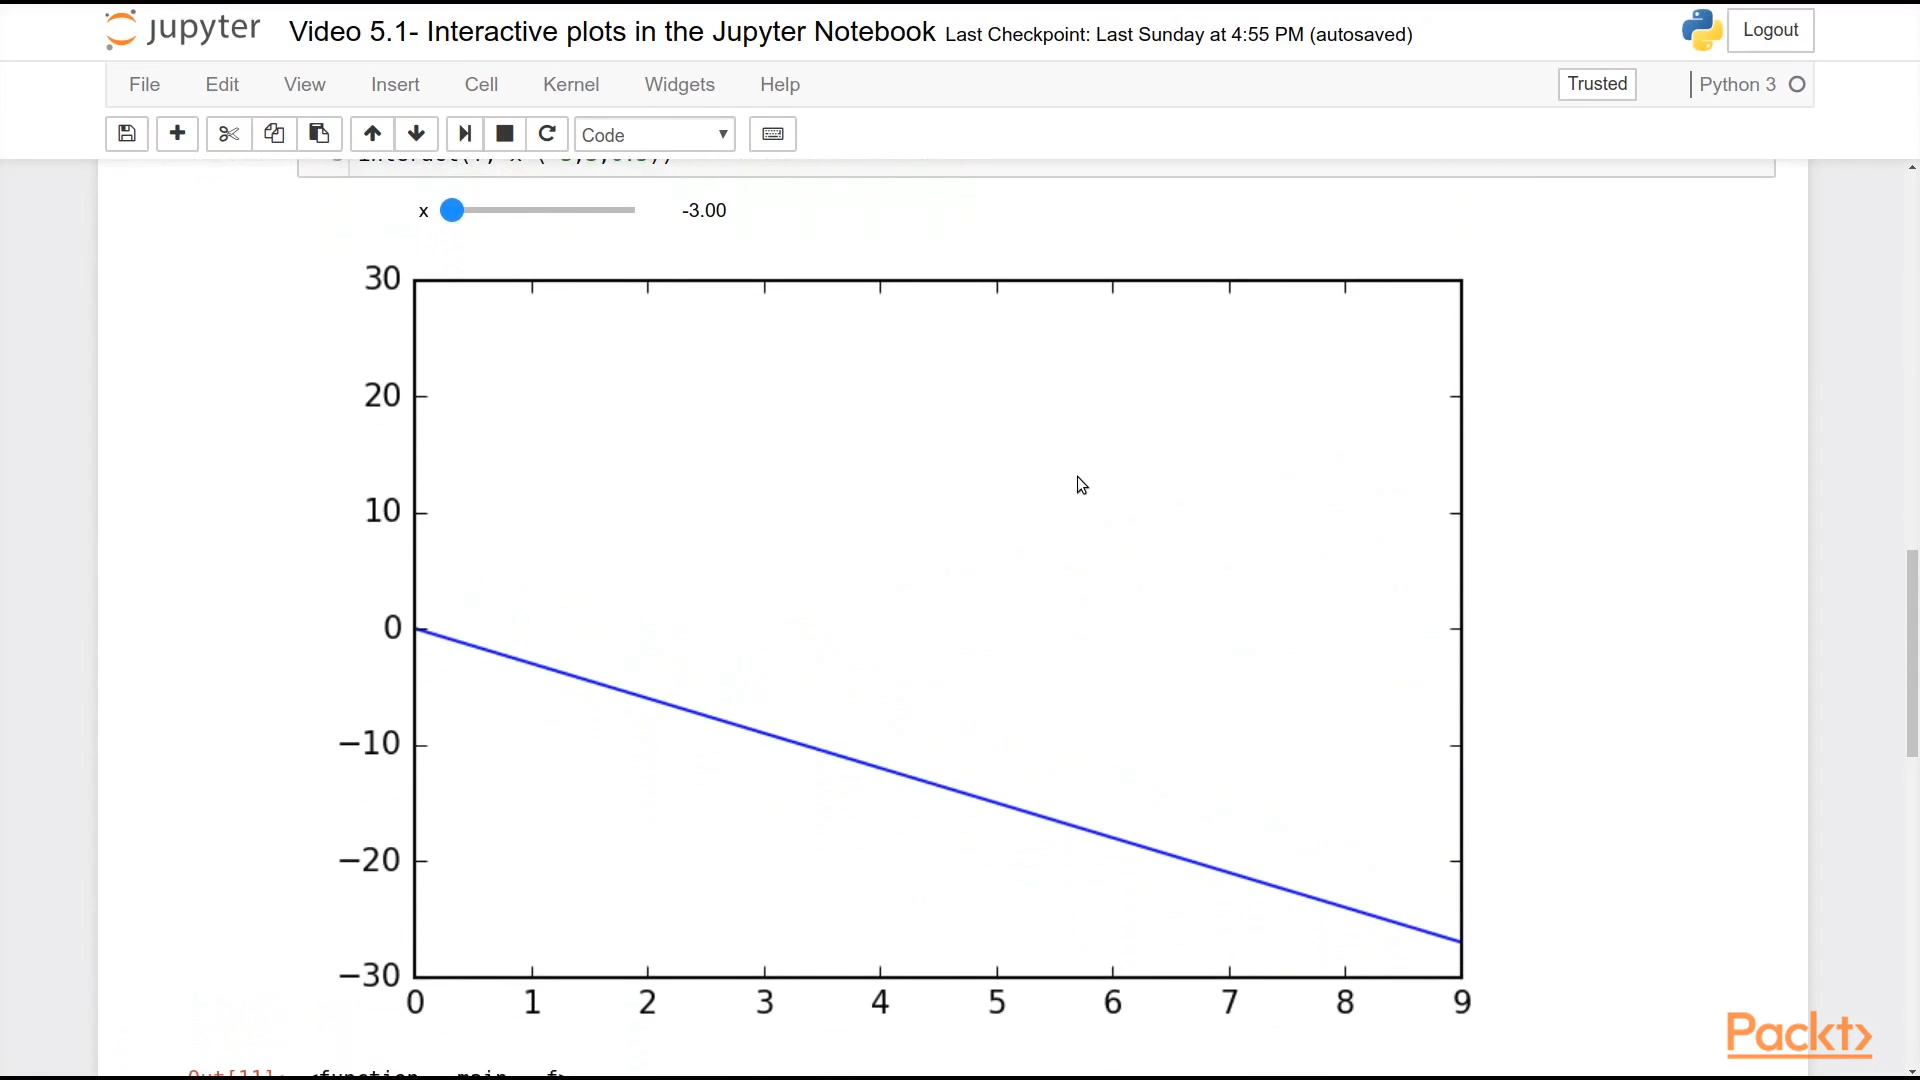 jupyter Video 5.1- Interactive plots in the Jupyter Notebook Last Checkpoint: Last Sunday at 4:55 PM (autosaved) Logout
File Edit View Insert Cell Kernel Widgets Help Trusted Python 3
Code
x -3.00
30
20
10
0
−10
−20
−30
0 1 2 3 4 5 6 7 8 9
Packt>